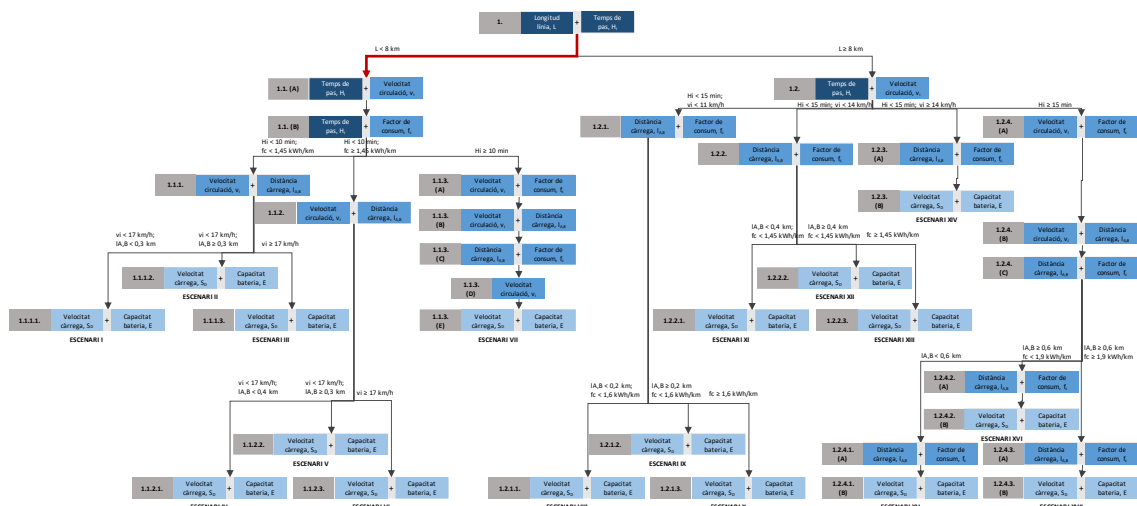 1.
Longitud
línia, L
+
Temps de
pas, Hᵢ
L < 8 km
L ≥ 8 km
1.1. (A)
Temps de
pas, Hᵢ
+
Velocitat
circulació, vᵢ
1.2.
Temps de
pas, Hᵢ
+
Velocitat
circulació, vᵢ
1.1. (B)
Temps de
pas, Hᵢ
+
Factor de
consum, fc
Hi < 15 min;
vi < 11 km/h
Hi < 15 min; vi < 14 km/h
Hi < 15 min; vi ≥ 14 km/h
Hi ≥ 15 min
1.2.1.
Distància
càrrega, lA,B
+
Factor de
consum, fc
1.2.2.
Distància
càrrega, lA,B
+
Factor de
consum, fc
1.2.3.
(A)
Distància
càrrega, lA,B
+
Factor de
consum, fc
1.2.4.
(A)
Velocitat
circulació, vᵢ
+
Factor de
consum, fc
Hi < 10 min;
fc < 1,45 kWh/km
Hi < 10 min;
fc ≥ 1,45 kWh/km
Hi ≥ 10 min
1.1.1.
Velocitat
circulació, vᵢ
+
Distància
càrrega, lA,B
1.1.2.
Velocitat
circulació, vᵢ
+
Distància
càrrega, lA,B
1.1.3.
(A)
Velocitat
circulació, vᵢ
+
Factor de
consum, fc
1.2.3.
(B)
Velocitat
càrrega, S₀
+
Capacitat
bateria, E
ESCENARI XIV
1.1.3.
(B)
Velocitat
circulació, vᵢ
+
Distància
càrrega, lA,B
1.2.4.
(B)
Velocitat
circulació, vᵢ
+
Distància
càrrega, lA,B
1.1.3.
(C)
Distància
càrrega, lA,B
+
Factor de
consum, fc
1.2.4.
(C)
Distància
càrrega, lA,B
+
Factor de
consum, fc
vi < 17 km/h;
lA,B < 0,3 km
vi < 17 km/h;
lA,B ≥ 0,3 km
vi ≥ 17 km/h
lA,B < 0,4 km;
fc < 1,45 kWh/km
lA,B ≥ 0,4 km
fc < 1,45 kWh/km
fc ≥ 1,45 kWh/km
1.1.1.2.
Velocitat
càrrega, S₀
+
Capacitat
bateria, E
ESCENARI II
1.1.3.
(D)
Velocitat
circulació, vᵢ
1.2.2.2.
Velocitat
càrrega, S₀
+
Capacitat
bateria, E
ESCENARI XII
1.1.1.1.
Velocitat
càrrega, S₀
+
Capacitat
bateria, E
ESCENARI I
1.1.1.3.
Velocitat
càrrega, S₀
+
Capacitat
bateria, E
ESCENARI III
1.1.3.
(E)
Velocitat
càrrega, S₀
+
Capacitat
bateria, E
ESCENARI VII
1.2.2.1.
Velocitat
càrrega, S₀
+
Capacitat
bateria, E
ESCENARI XI
1.2.2.3.
Velocitat
càrrega, S₀
+
Capacitat
bateria, E
ESCENARI XIII
lA,B < 0,6 km
lA,B ≥ 0,6 km
fc < 1,9 kWh/km
lA,B ≥ 0,6 km
fc ≥ 1,9 kWh/km
1.2.4.2.
(A)
Distància
càrrega, lA,B
+
Factor de
consum, fc
vi < 17 km/h;
lA,B < 0,4 km
vi < 17 km/h;
lA,B ≥ 0,3 km
vi ≥ 17 km/h
lA,B < 0,2 km;
fc < 1,6 kWh/km
lA,B ≥ 0,2 km
fc < 1,6 kWh/km
fc ≥ 1,6 kWh/km
1.2.4.2.
(B)
Velocitat
càrrega, S₀
+
Capacitat
bateria, E
ESCENARI XVI
1.1.2.2.
Velocitat
càrrega, S₀
+
Capacitat
bateria, E
ESCENARI V
1.2.1.2.
Velocitat
càrrega, S₀
+
Capacitat
bateria, E
ESCENARI IX
1.2.4.1.
(A)
Distància
càrrega, lA,B
+
Factor de
consum, fc
1.2.4.3.
(A)
Distància
càrrega, lA,B
+
Factor de
consum, fc
1.1.2.1.
Velocitat
càrrega, S₀
+
Capacitat
bateria, E
1.1.2.3.
Velocitat
càrrega, S₀
+
Capacitat
bateria, E
1.2.1.1.
Velocitat
càrrega, S₀
+
Capacitat
bateria, E
1.2.1.3.
Velocitat
càrrega, S₀
+
Capacitat
bateria, E
1.2.4.1.
(B)
Velocitat
càrrega, S₀
+
Capacitat
bateria, E
1.2.4.3.
(B)
Velocitat
càrrega, S₀
+
Capacitat
bateria, E